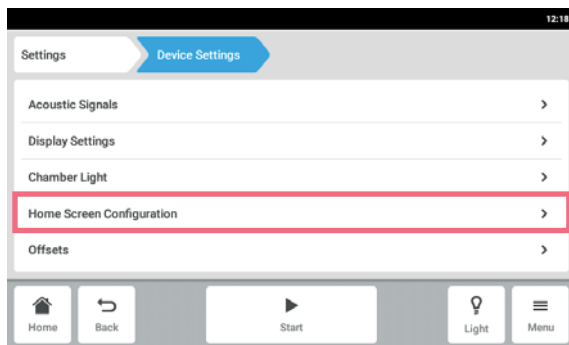 12:18
Settings Device Settings
Acoustic Signals
Display Settings
Chamber Light
Home Screen Configuration
Offsets
Home Back Start Light Menu